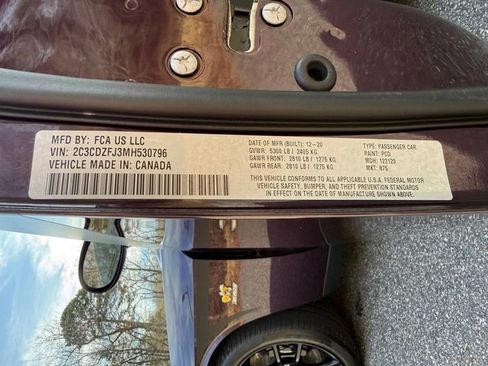 MFD BY: FCA US LLC
VIN: 2C3CDZFJ3MH530796
VEHICLE MADE IN: CANADA
DATE OF MFR (BUILT): 12-20
GVWR: 5300 LB / 2405 KG
GAWR FRONT: 2810 LB / 1275 KG
GAWR REAR: 2810 LB / 1275 KG
TYPE: PASSENGER CAR
PAINT: PCD
MDH: 122120
MKT: 875
THIS VEHICLE CONFORMS TO ALL APPLICABLE U.S.A. FEDERAL MOTOR
VEHICLE SAFETY, BUMPER, AND THEFT PREVENTION STANDARDS
IN EFFECT ON THE DATE OF MANUFACTURE SHOWN ABOVE.